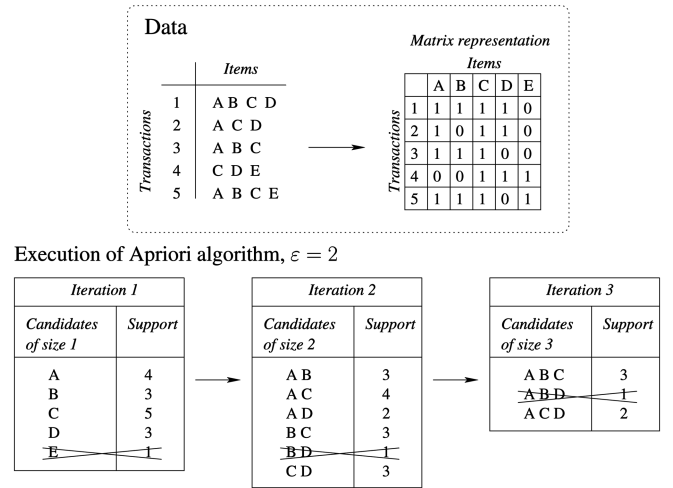 Data
Matrix representation
Items
Items
A B C D E
Transactions
1 A B C D
2 A C D
3 A B C
4 C D E
5 A B C E
Transactions
1 1 1 1 1 0
2 1 0 1 1 0
3 1 1 1 0 0
4 0 0 1 1 1
5 1 1 1 0 1
Execution of Apriori algorithm, ε = 2
Iteration 1
Candidates of size 1 Support
A 4
B 3
C 5
D 3
E 1
Iteration 2
Candidates of size 2 Support
A B 3
A C 4
A D 2
B C 3
B D 1
C D 3
Iteration 3
Candidates of size 3 Support
A B C 3
A B D 1
A C D 2